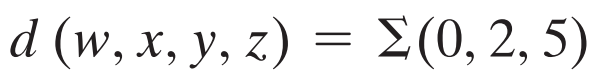 d (w, x, y, z) = Σ(0, 2, 5)